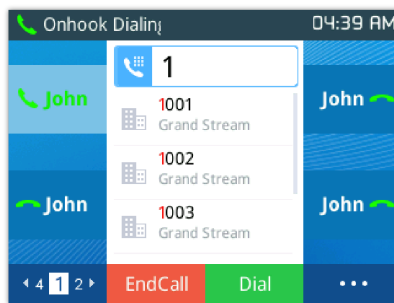 Onhook Dialing 04:39 AM
1
John
John
1001
Grand Stream
1002
Grand Stream
John
John
1003
Grand Stream
4 1 2 EndCall Dial ...